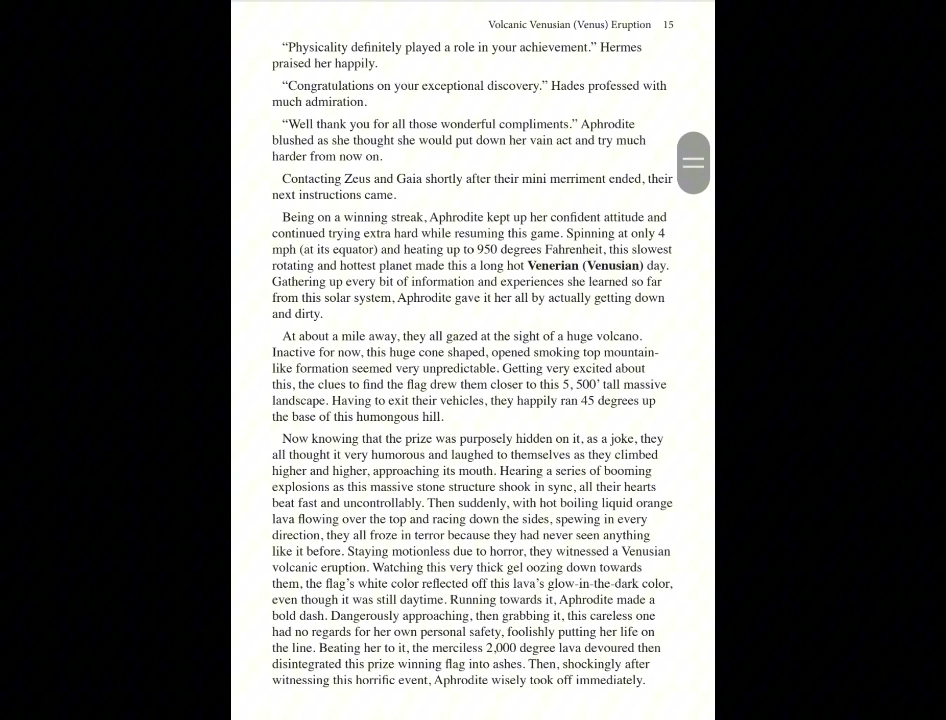 Volcanic Venusian (Venus) Eruption 15
“Physicality definitely played a role in your achievement.” Hermes
praised her happily.
“Congratulations on your exceptional discovery.” Hades professed with
much admiration.
“Well thank you for all those wonderful compliments.” Aphrodite
blushed as she thought she would put down her vain act and try much
harder from now on.
Contacting Zeus and Gaia shortly after their mini merriment ended, their
next instructions came.
Being on a winning streak, Aphrodite kept up her confident attitude and
continued trying extra hard while resuming this game. Spinning at only 4
mph (at its equator) and heating up to 950 degrees Fahrenheit, this slowest
rotating and hottest planet made this a long hot Venerian (Venusian) day.
Gathering up every bit of information and experiences she learned so far
from this solar system, Aphrodite gave it her all by actually getting down
and dirty.
At about a mile away, they all gazed at the sight of a huge volcano.
Inactive for now, this huge cone shaped, opened smoking top mountain-
like formation seemed very unpredictable. Getting very excited about
this, the clues to find the flag drew them closer to this 5, 500’ tall massive
landscape. Having to exit their vehicles, they happily ran 45 degrees up
the base of this humongous hill.
Now knowing that the prize was purposely hidden on it, as a joke, they
all thought it very humorous and laughed to themselves as they climbed
higher and higher, approaching its mouth. Hearing a series of booming
explosions as this massive stone structure shook in sync, all their hearts
beat fast and uncontrollably. Then suddenly, with hot boiling liquid orange
lava flowing over the top and racing down the sides, spewing in every
direction, they all froze in terror because they had never seen anything
like it before. Staying motionless due to horror, they witnessed a Venusian
volcanic eruption. Watching this very thick gel oozing down towards
them, the flag’s white color reflected off this lava’s glow-in-the-dark color,
even though it was still daytime. Running towards it, Aphrodite made a
bold dash. Dangerously approaching, then grabbing it, this careless one
had no regards for her own personal safety, foolishly putting her life on
the line. Beating her to it, the merciless 2,000 degree lava devoured then
disintegrated this prize winning flag into ashes. Then, shockingly after
witnessing this horrific event, Aphrodite wisely took off immediately.